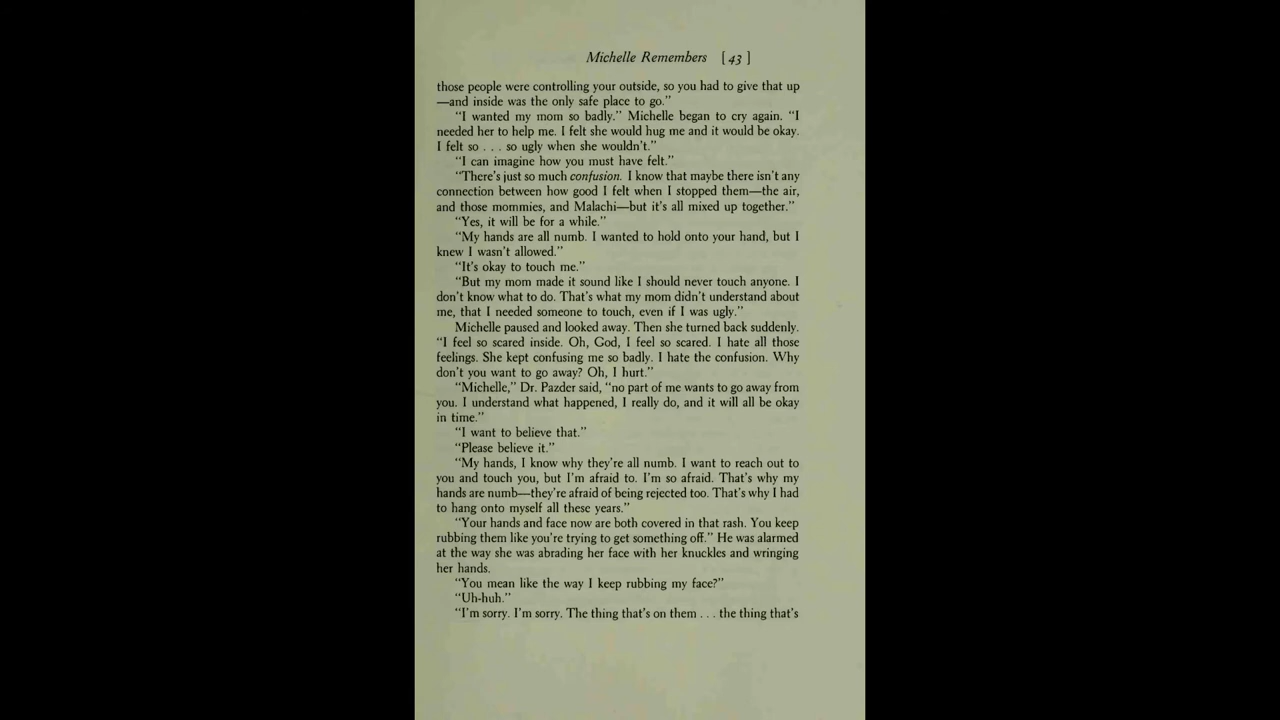 Michelle Remembers [ 43 ]
those people were controlling your outside, so you had to give that up
—and inside was the only safe place to go.”
“I wanted my mom so badly.” Michelle began to cry again. “I
needed her to help me. I felt she would hug me and it would be okay.
I felt so . . . so ugly when she wouldn’t.”
“I can imagine how you must have felt.”
“There’s just so much confusion. I know that maybe there isn’t any
connection between how good I felt when I stopped them—the air,
and those mommies, and Malachi—but it’s all mixed up together.”
“Yes, it will be for a while.”
“My hands are all numb. I wanted to hold onto your hand, but I
knew I wasn’t allowed.”
“It’s okay to touch me.”
“But my mom made it sound like I should never touch anyone. I
don’t know what to do. That’s what my mom didn’t understand about
me, that I needed someone to touch, even if I was ugly.”
Michelle paused and looked away. Then she turned back suddenly.
“I feel so scared inside. Oh, God, I feel so scared. I hate all those
feelings. She kept confusing me so badly. I hate the confusion. Why
don’t you want to go away? Oh, I hurt.”
“Michelle,” Dr. Pazder said, “no part of me wants to go away from
you. I understand what happened, I really do, and it will all be okay
in time.”
“I want to believe that.”
“Please believe it.”
“My hands, I know why they’re all numb. I want to reach out to
you and touch you, but I’m afraid to. I’m so afraid. That’s why my
hands are numb—they’re afraid of being rejected too. That’s why I had
to hang onto myself all these years.”
“Your hands and face now are both covered in that rash. You keep
rubbing them like you’re trying to get something off.” He was alarmed
at the way she was abrading her face with her knuckles and wringing
her hands.
“You mean like the way I keep rubbing my face?”
“Uh-huh.”
“I’m sorry. I’m sorry. The thing that’s on them . . . the thing that’s